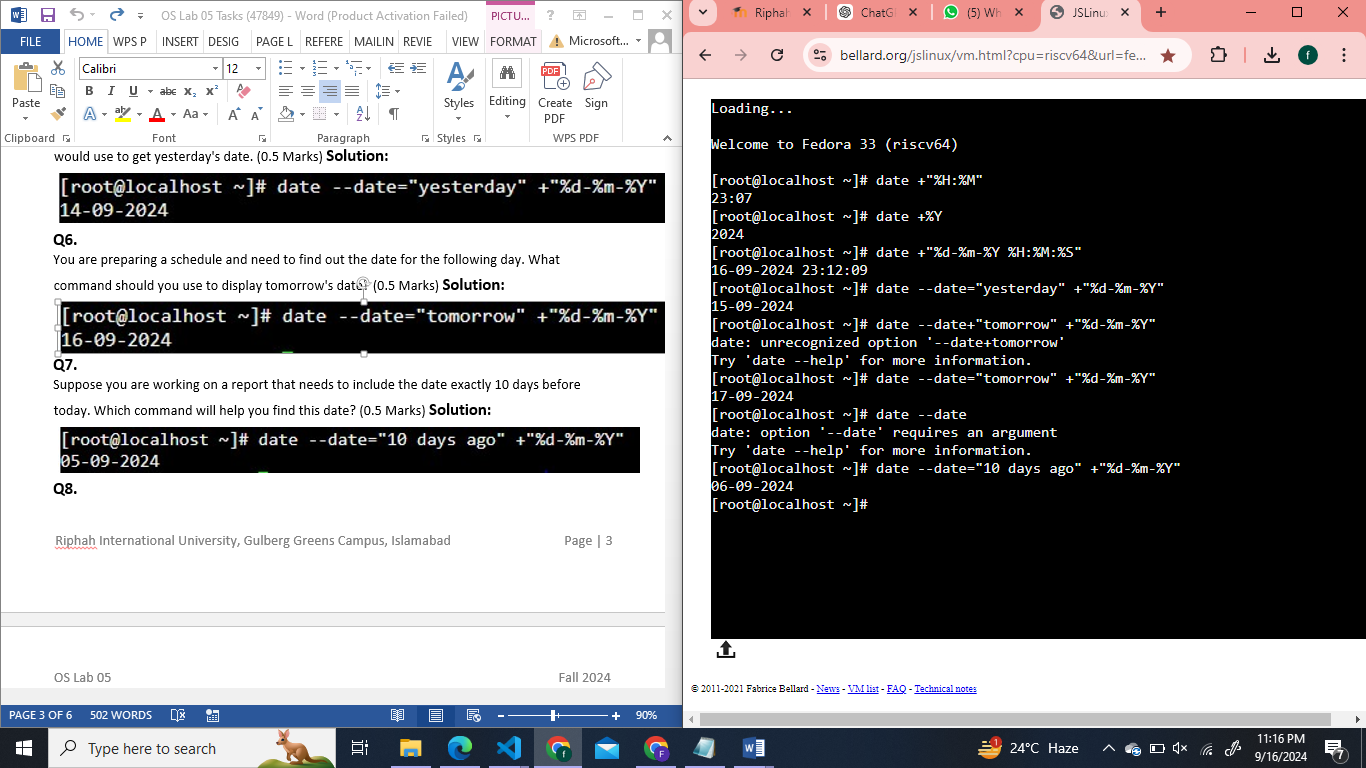 OS Lab 05 Tasks (47849) - Word (Product Activation Failed)
PICTU...
FILE HOME WPS P INSERT DESIG PAGE L REFERE MAILIN REVIE VIEW FORMAT Microsoft...
Calibri 12
Paste
B I U abc x₂ x²
A ab A Aa A A
Styles Editing Create PDF Sign
Clipboard Font Paragraph Styles WPS PDF
would use to get yesterday's date. (0.5 Marks) Solution:
[root@localhost ~]# date --date="yesterday" +"%d-%m-%Y"
14-09-2024
Q6.
You are preparing a schedule and need to find out the date for the following day. What
command should you use to display tomorrow's date? (0.5 Marks) Solution:
[root@localhost ~]# date --date="tomorrow" +"%d-%m-%Y"
16-09-2024
Q7.
Suppose you are working on a report that needs to include the date exactly 10 days before
today. Which command will help you find this date? (0.5 Marks) Solution:
[root@localhost ~]# date --date="10 days ago" +"%d-%m-%Y"
05-09-2024
Q8.
Riphah International University, Gulberg Greens Campus, Islamabad Page | 3
OS Lab 05 Fall 2024
PAGE 3 OF 6 502 WORDS 90%
Riphah ChatG (5) Wh JSLinux
bellard.org/jslinux/vm.html?cpu=riscv64&url=fe...
f
Loading...
Welcome to Fedora 33 (riscv64)
[root@localhost ~]# date +"%H:%M"
23:07
[root@localhost ~]# date +%Y
2024
[root@localhost ~]# date +"%d-%m-%Y %H:%M:%S"
16-09-2024 23:12:09
[root@localhost ~]# date --date="yesterday" +"%d-%m-%Y"
15-09-2024
[root@localhost ~]# date --date+"tomorrow" +"%d-%m-%Y"
date: unrecognized option '--date+tomorrow'
Try 'date --help' for more information.
[root@localhost ~]# date --date="tomorrow" +"%d-%m-%Y"
17-09-2024
[root@localhost ~]# date --date
date: option '--date' requires an argument
Try 'date --help' for more information.
[root@localhost ~]# date --date="10 days ago" +"%d-%m-%Y"
06-09-2024
[root@localhost ~]#
© 2011-2021 Fabrice Bellard - News - VM list - FAQ - Technical notes
Type here to search
24°C Haze
11:16 PM
9/16/2024
7